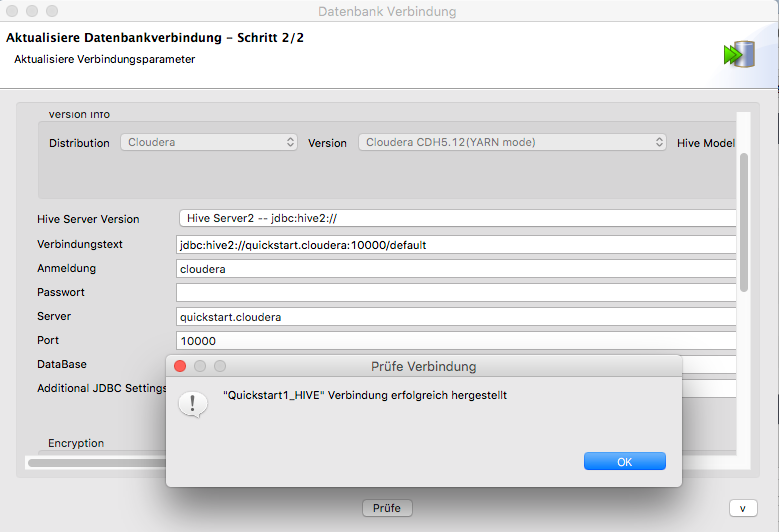 Datenbank Verbindung
Aktualisiere Datenbankverbindung – Schritt 2/2
Aktualisiere Verbindungsparameter
Version Info
Distribution Cloudera Version Cloudera CDH5.12(YARN mode) Hive Model
Hive Server Version Hive Server2 -- jdbc:hive2://
Verbindungstext jdbc:hive2://quickstart.cloudera:10000/default
Anmeldung cloudera
Passwort
Server quickstart.cloudera
Port 10000
DataBase
Additional JDBC Settings
Encryption
Prüfe Verbindung
"Quickstart1_HIVE" Verbindung erfolgreich hergestellt
OK
Prüfe v